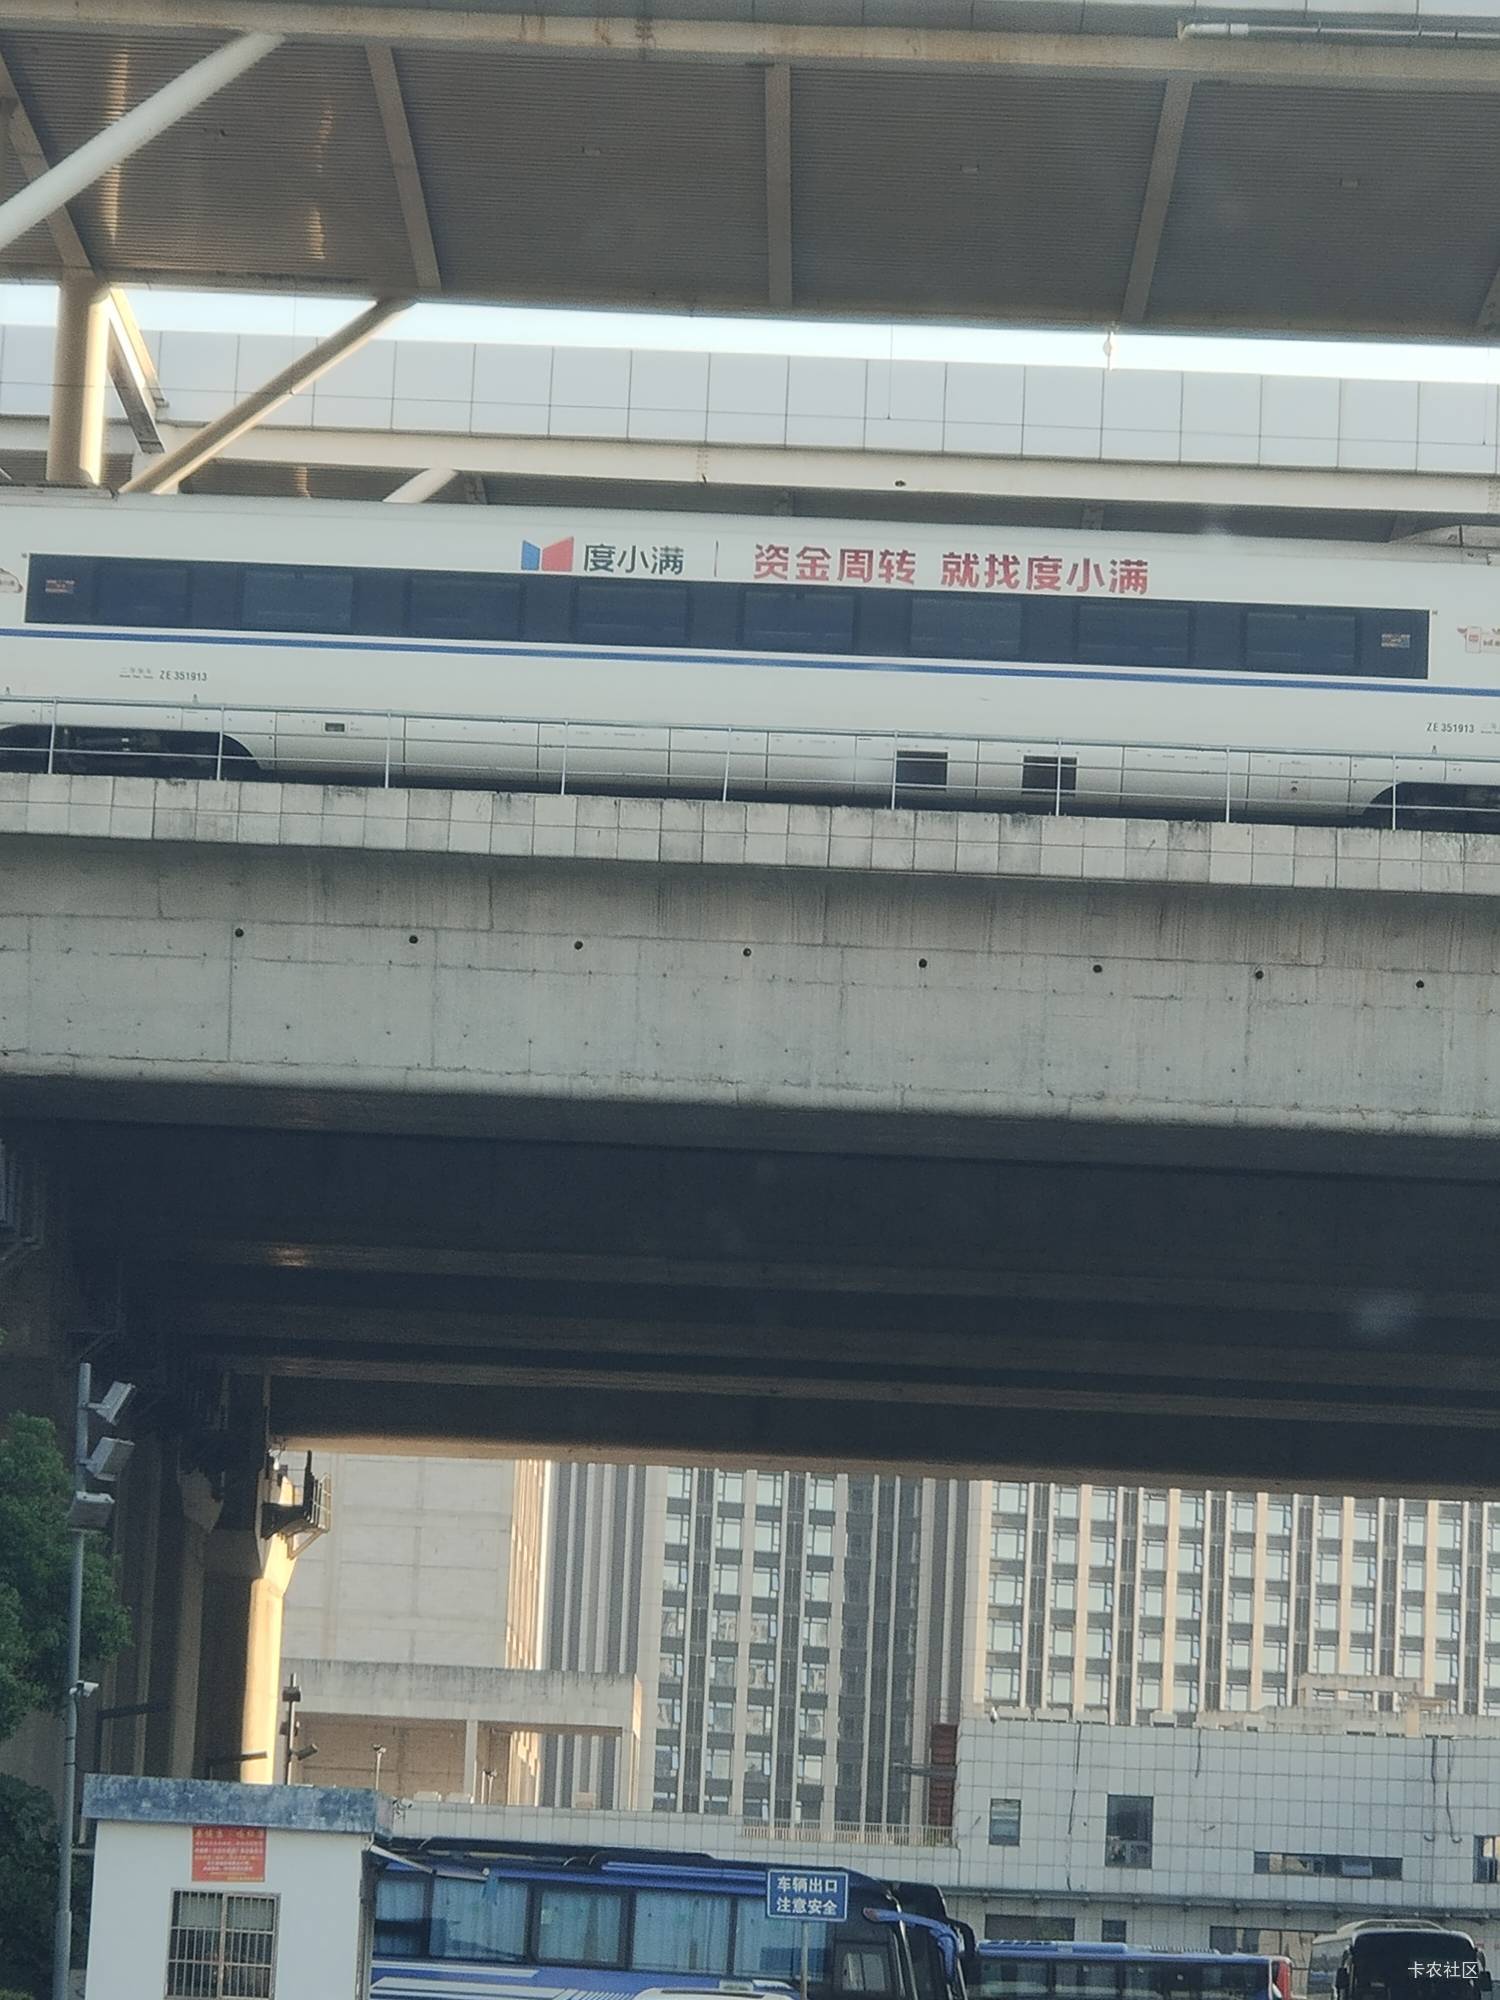 度小满 | 资金周转 就找度小满
ZE 351913
ZE 351913
车辆出口
注意安全
卡农社区